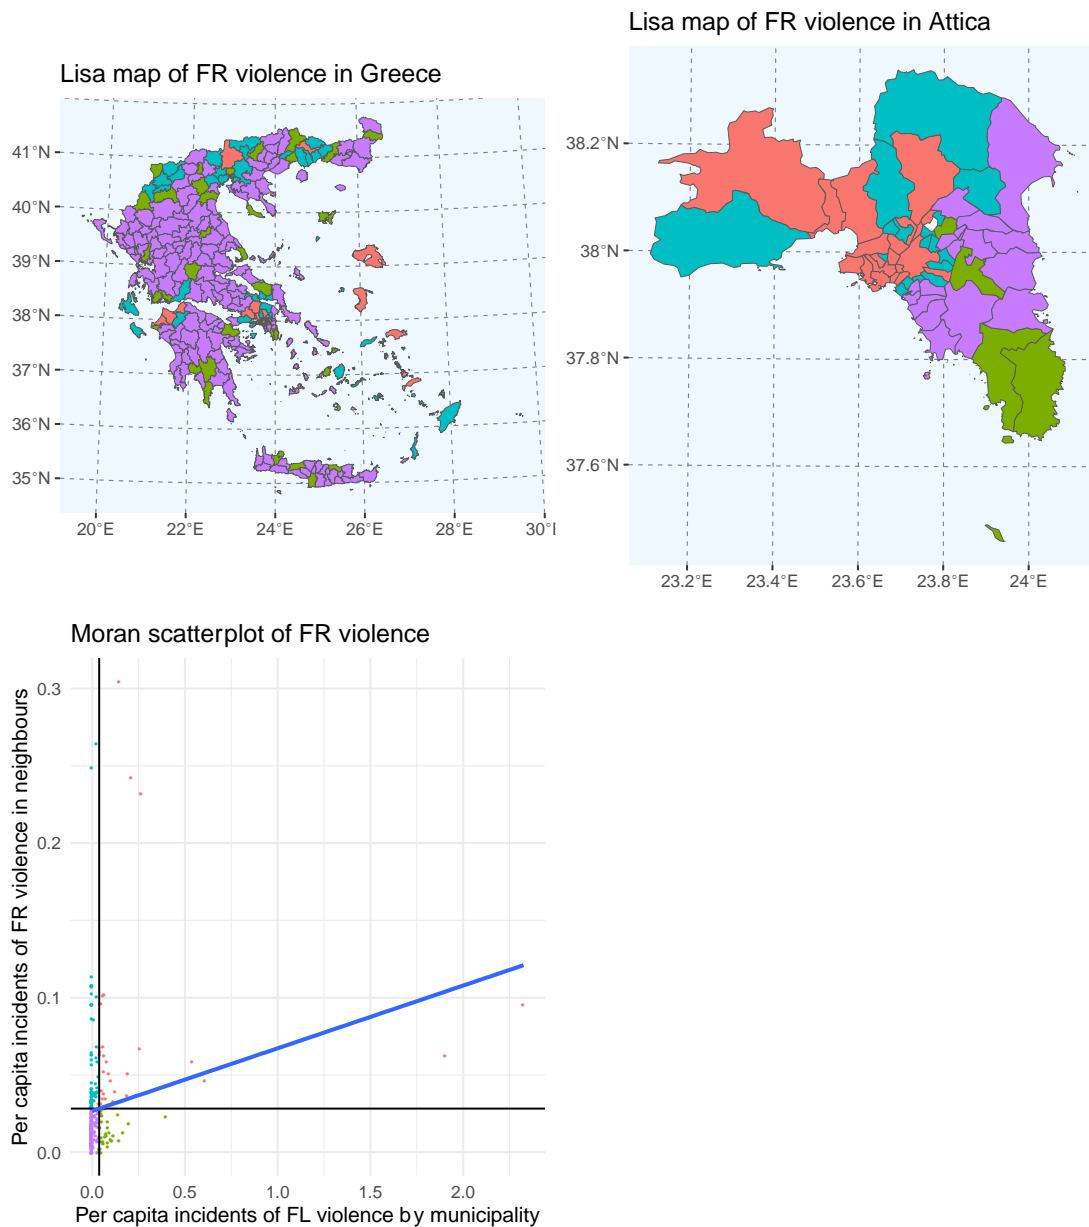 Lisa map of FR violence in Greece
41°N
40°N
39°N
38°N
37°N
36°N
35°N
20°E 22°E 24°E 26°E 28°E 30°I
Lisa map of FR violence in Attica
38.2°N
38°N
37.8°N
37.6°N
23.2°E 23.4°E 23.6°E 23.8°E 24°E
Moran scatterplot of FR violence
Per capita incidents of FR violence in neighbours
0.3
0.2
0.1
0.0
0.0 0.5 1.0 1.5 2.0
Per capita incidents of FL violence by municipality